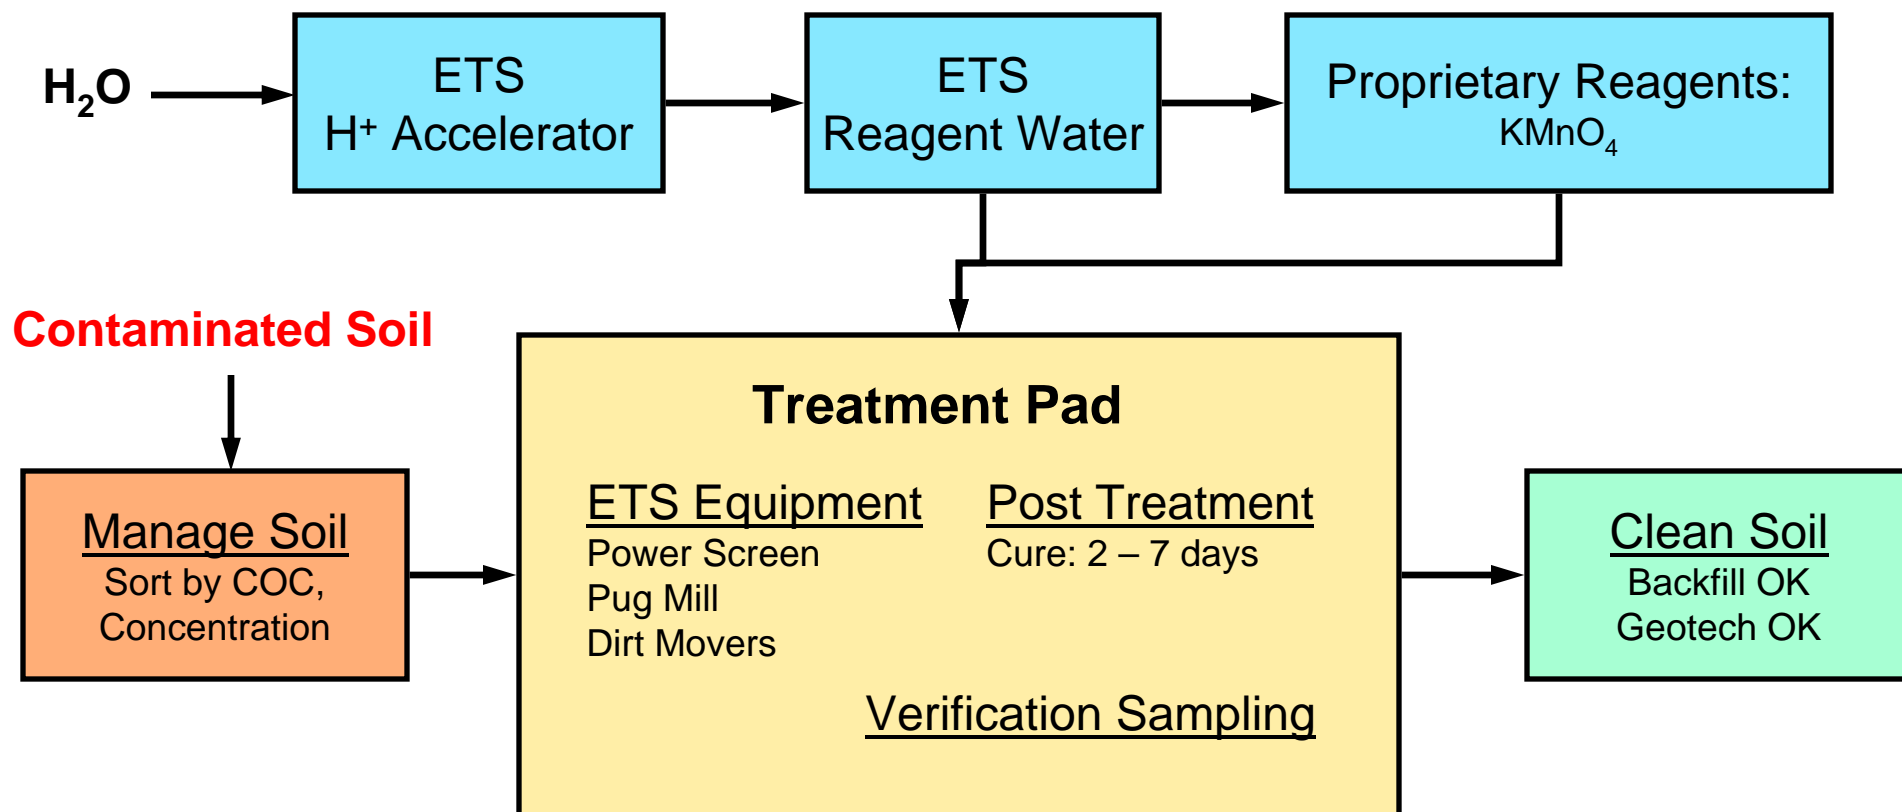 H₂O
ETS
H⁺ Accelerator
ETS
Reagent Water
Proprietary Reagents:
KMnO₄
Contaminated Soil
Manage Soil
Sort by COC,
Concentration
Treatment Pad
ETS Equipment
Power Screen
Pug Mill
Dirt Movers
Post Treatment
Cure: 2 – 7 days
Verification Sampling
Clean Soil
Backfill OK
Geotech OK